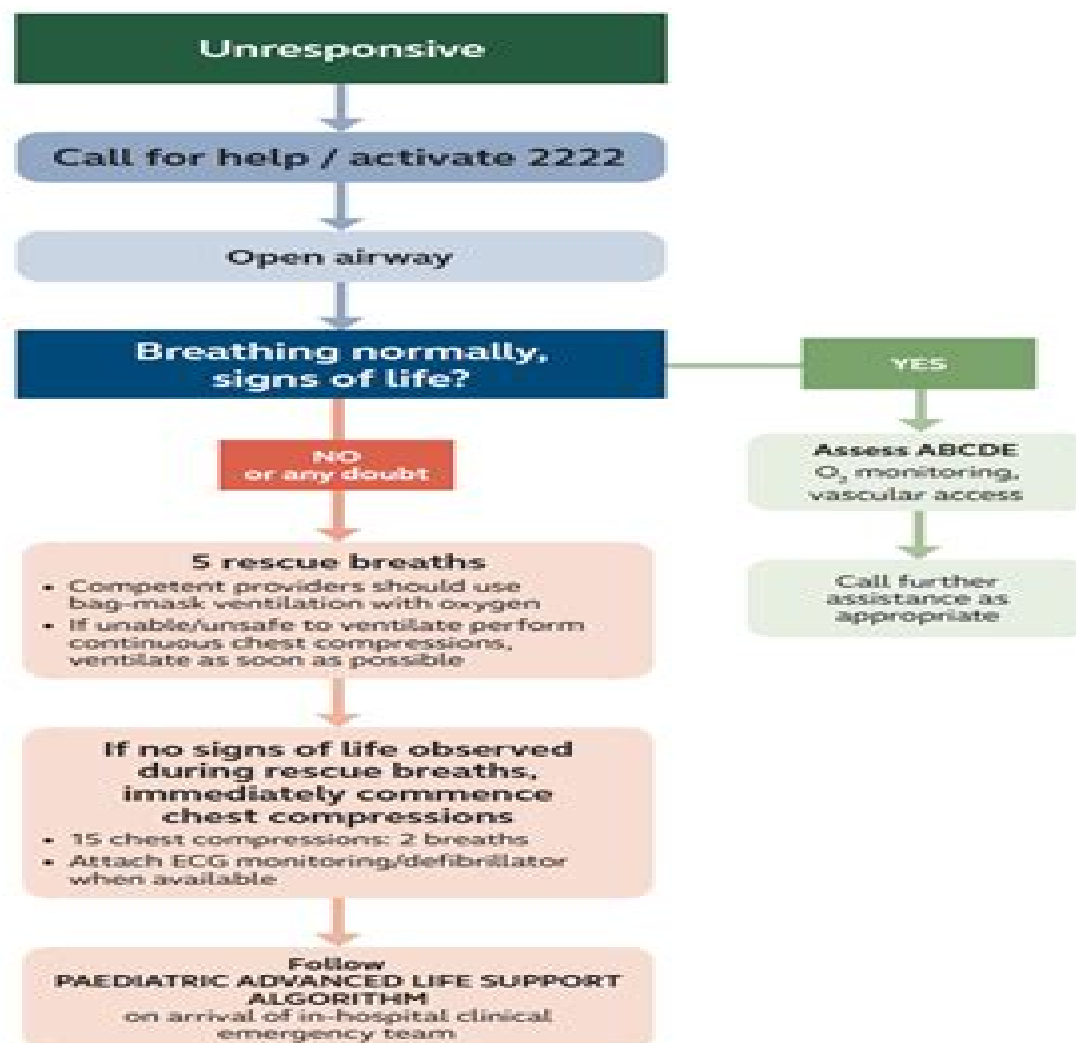 Unresponsive
Call for help / activate 2222
Open airway
Breathing normally,
signs of life?
YES
Assess ABCDE
O₂ monitoring,
vascular access
Call further
assistance as
appropriate
NO
or any doubt
5 rescue breaths
• Competent providers should use
bag-mask ventilation with oxygen
• If unable/unsafe to ventilate perform
continuous chest compressions,
ventilate as soon as possible
If no signs of life observed
during rescue breaths,
immediately commence
chest compressions
• 15 chest compressions: 2 breaths
• Attach ECG monitoring/defibrillator
when available
Follow
PAEDIATRIC ADVANCED LIFE SUPPORT
ALGORITHM
on arrival of in-hospital clinical
emergency team